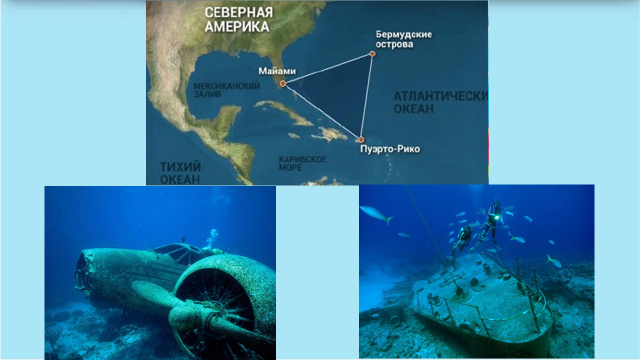 СЕВЕРНАЯ
АМЕРИКА
Бермудские
острова
Майами
МЕКСИКАНСКИЙ
ЗАЛИВ
АТЛАНТИЧЕСКИ
ОКЕАН
Пуэрто-Рико
КАРИБСКОЕ
МОРЕ
ТИХИЙ
ОКЕАН